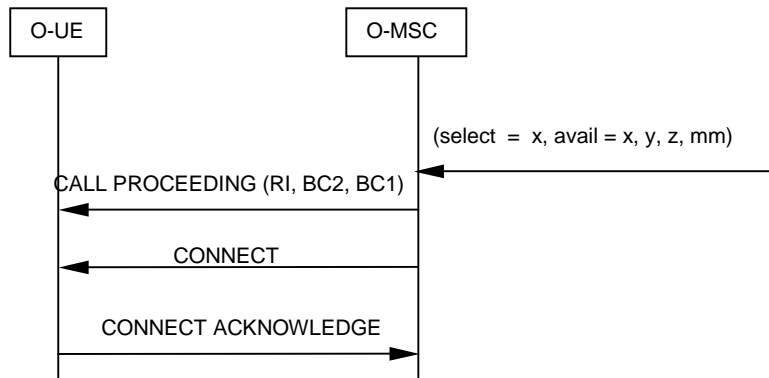 O-UE
O-MSC
(select = x, avail = x, y, z, mm)
CALL PROCEEDING (RI, BC2, BC1)
CONNECT
CONNECT ACKNOWLEDGE